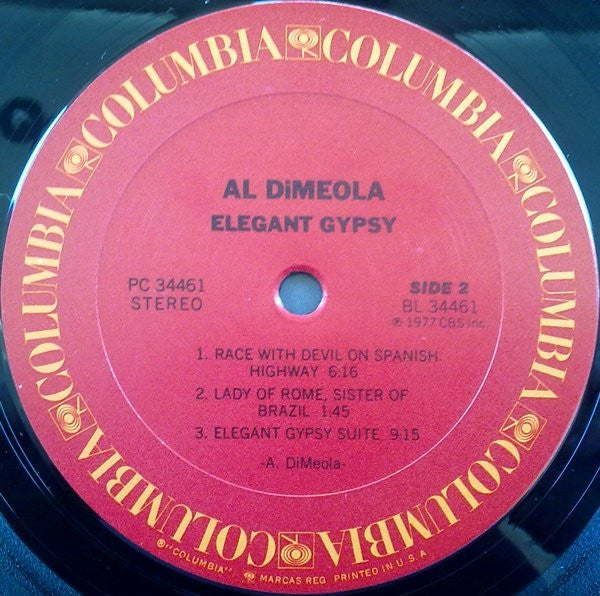 COLUMBIA COLUMBIA COLUMBIA COLUMBIA COLUMBIA COLUMBIA COLUMBIA
AL DiMEOLA
ELEGANT GYPSY
PC 34461
STEREO
SIDE 2
BL 34461
℗ 1977 CBS Inc.
1. RACE WITH DEVIL ON SPANISH
HIGHWAY 6:16
2. LADY OF ROME, SISTER OF
BRAZIL 1:45
3. ELEGANT GYPSY SUITE 9:15
-A. DiMeola-
®"COLUMBIA", MARCAS REG. PRINTED IN U.S.A.